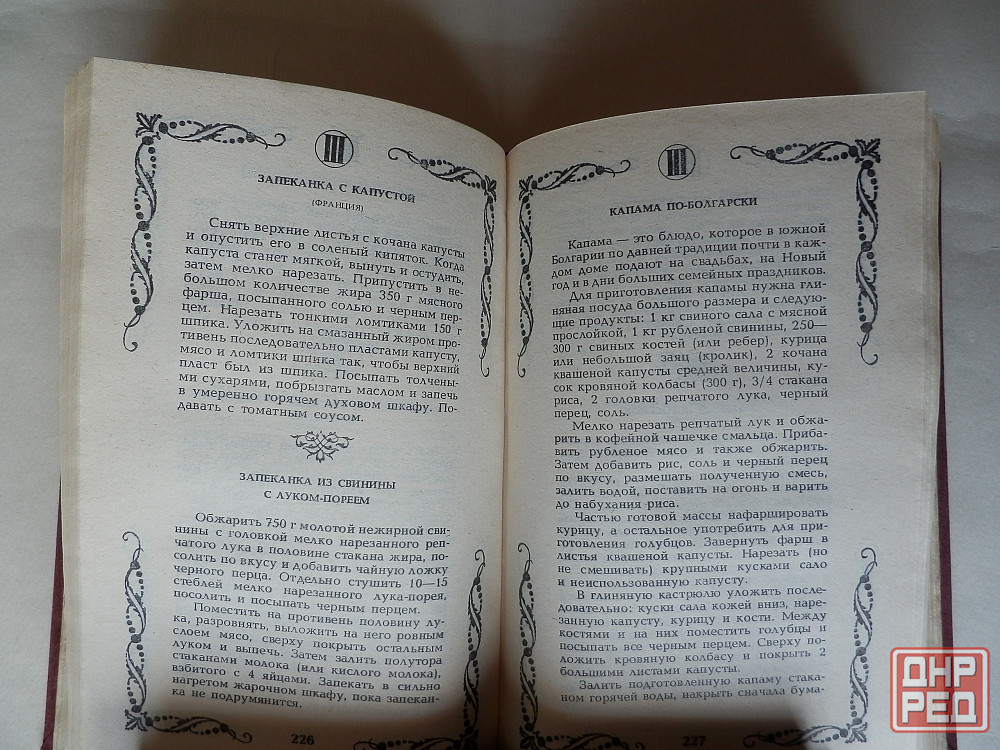 III
ЗАПЕКАНКА С КАПУСТОЙ
(ФРАНЦИЯ)
Снять верхние листья с кочана капусты
и опустить его в соленый кипяток. Когда
капуста станет мягкой, вынуть и остудить,
затем мелко нарезать. Припустить в не-
большом количестве жира 350 г мясного
фарша, посыпанного солью и черным пер-
цем. Нарезать тонкими ломтиками 150 г
шпика. Уложить на смазанный жиром про-
тивень последовательно пластами капусту,
мясо и ломтики шпика так, чтобы верхний
пласт был из шпика. Посыпать толчены-
ми сухарями, побрызгать маслом и запечь
в умеренно горячем духовом шкафу. По-
давать с томатным соусом.
ЗАПЕКАНКА ИЗ СВИНИНЫ
С ЛУКОМ-ПОРЕЕМ
Обжарить 750 г молотой нежирной сви-
нины с головкой мелко нарезанного реп-
чатого лука в половине стакана жира, по-
солить по вкусу и добавить чайную ложку
черного перца. Отдельно стушить 10—15
стеблей мелко нарезанного лука-порея,
посолить и посыпать черным перцем.
Поместить на противень половину лу-
ка, разровнять, выложить на него ровным
слоем мясо, сверху покрыть остальным
луком и выпечь. Затем залить полутора
стаканами молока (или кислого молока),
взбитого с 4 яйцами. Запекать в сильно
нагретом жарочном шкафу, пока запекан-
ка не подрумянится.
226
III
КАПАМА ПО-БОЛГАРСКИ
Капама — это блюдо, которое в южной
Болгарии по давней традиции почти в каж-
дом доме подают на свадьбах, на Новый
год и в дни больших семейных праздников.
Для приготовления капамы нужна гли-
няная посуда большого размера и следую-
щие продукты: 1 кг свиного сала с мясной
прослойкой, 1 кг рубленой свинины, 250—
300 г свиных костей (или ребер), курица
или небольшой заяц (кролик), 2 кочана
квашеной капусты средней величины, ку-
сок кровяной колбасы (300 г), 3/4 стакана
риса, 2 головки репчатого лука, черный
перец, соль.
Мелко нарезать репчатый лук и обжа-
рить в кофейной чашечке смальца. Приба-
вить рубленое мясо и также обжарить.
Затем добавить рис, соль и черный перец
по вкусу, размешать полученную смесь,
залить водой, поставить на огонь и варить
до набухания риса.
Частью готовой массы нафаршировать
курицу, а остальное употребить для при-
готовления голубцов. Завернуть фарш в
листья квашеной капусты. Нарезать (но
не смешивать) крупными кусками сало
и неиспользованную капусту.
В глиняную кастрюлю уложить после-
довательно: куски сала кожей вниз, наре-
занную капусту, курицу и кости. Между
костями и на них поместить голубцы и
посыпать все черным перцем. Сверху по-
ложить кровяную колбасу и покрыть 2
большими листами капусты.
Залить подготовленную капаму стака-
ном горячей воды, накрыть сначала бума-
227
ДНР
РЕД